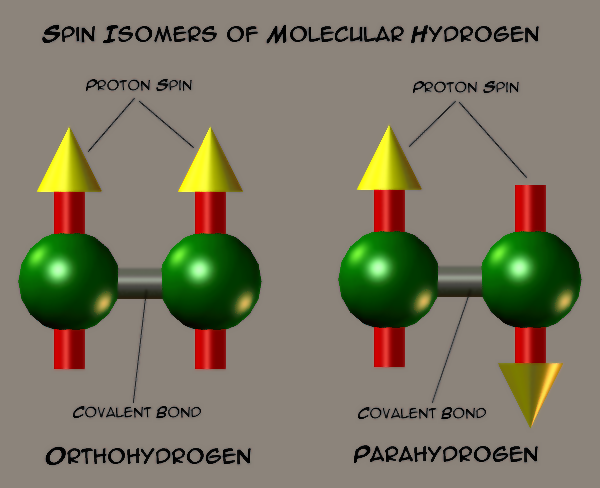 Spin Isomers of Molecular Hydrogen
Proton Spin
Proton Spin
Covalent Bond
Covalent Bond
Orthohydrogen
Parahydrogen